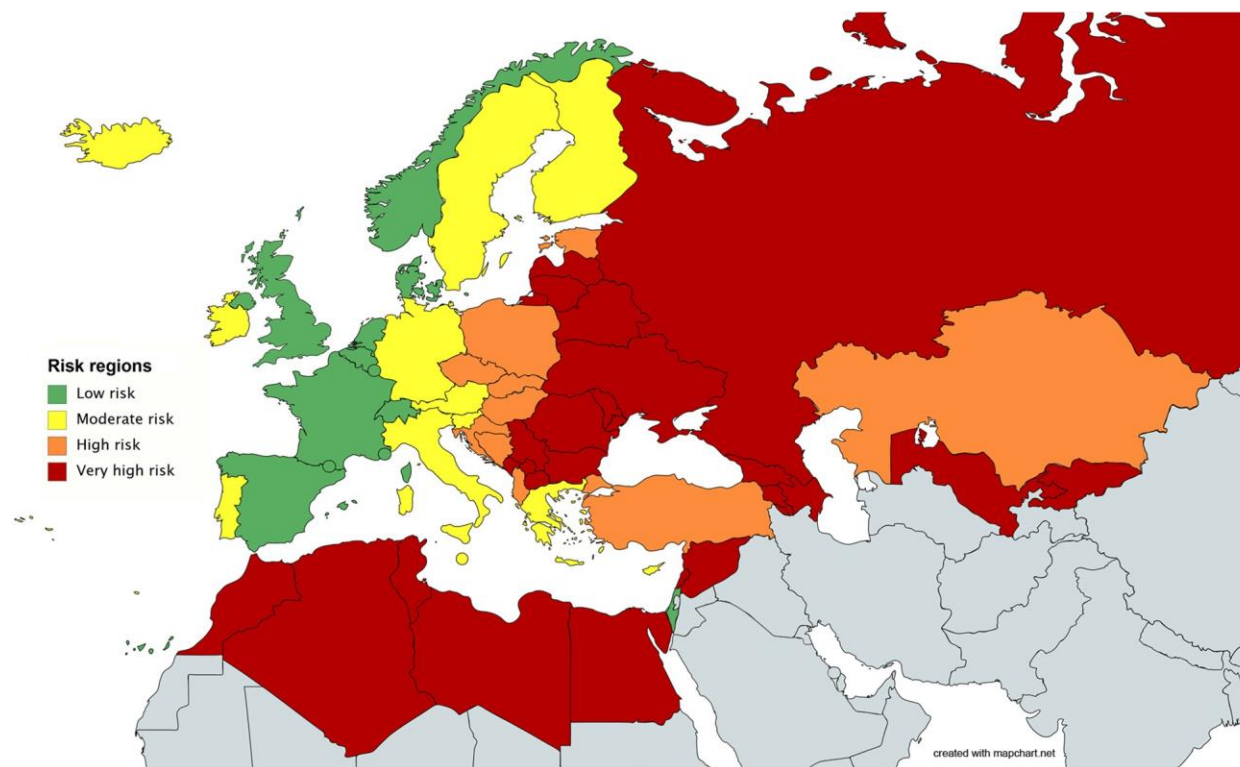 Risk regions
Low risk
Moderate risk
High risk
Very high risk
created with mapchart.net